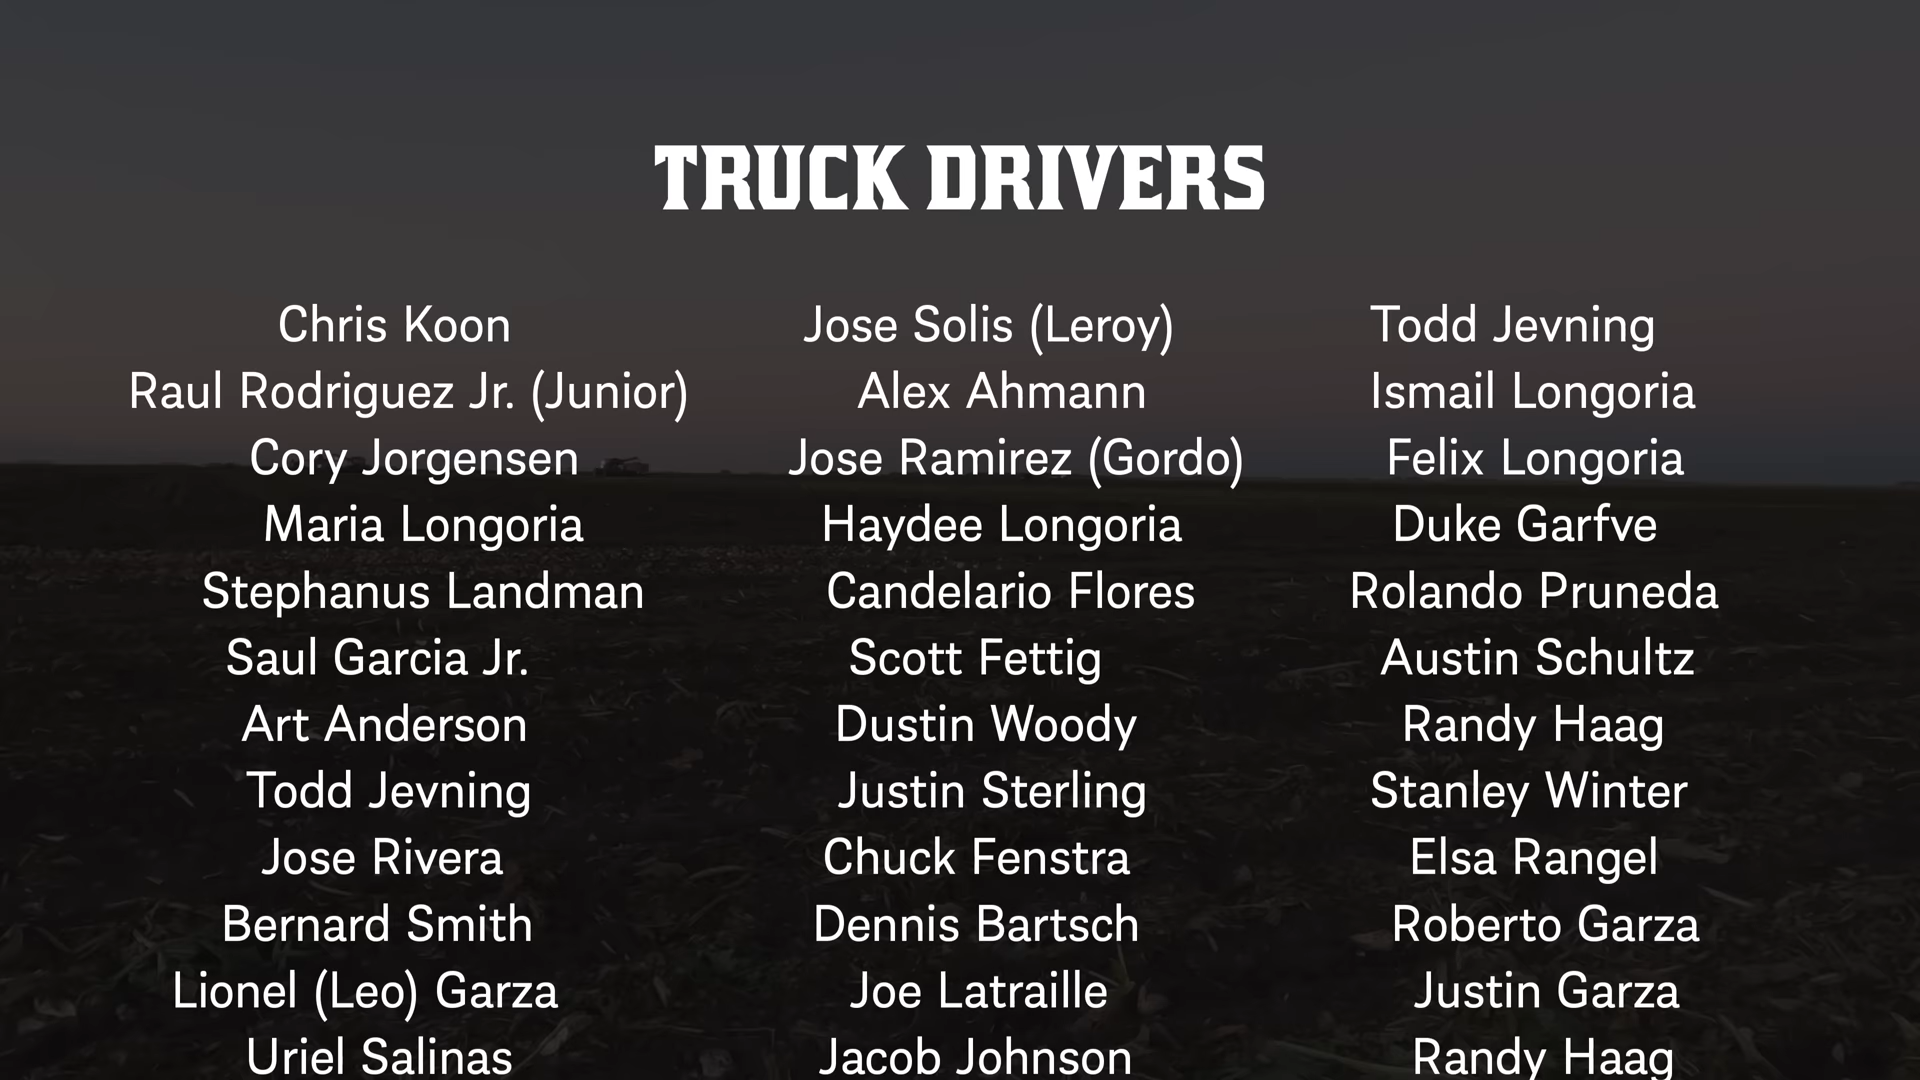 TRUCK DRIVERS
Chris Koon
Raul Rodriguez Jr. (Junior)
Cory Jorgensen
Maria Longoria
Stephanus Landman
Saul Garcia Jr.
Art Anderson
Todd Jevning
Jose Rivera
Bernard Smith
Lionel (Leo) Garza
Uriel Salinas
Jose Solis (Leroy)
Alex Ahmann
Jose Ramirez (Gordo)
Haydee Longoria
Candelario Flores
Scott Fettig
Dustin Woody
Justin Sterling
Chuck Fenstra
Dennis Bartsch
Joe Latraille
Jacob Johnson
Todd Jevning
Ismail Longoria
Felix Longoria
Duke Garfve
Rolando Pruneda
Austin Schultz
Randy Haag
Stanley Winter
Elsa Rangel
Roberto Garza
Justin Garza
Randy Haag